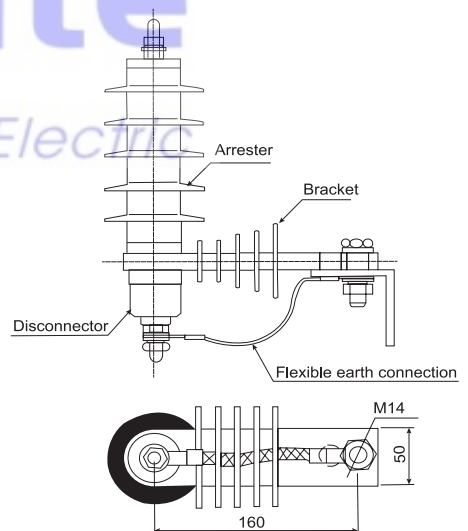 Electric
Arrester
Bracket
Disconnector
Flexible earth connection
M14
50
160